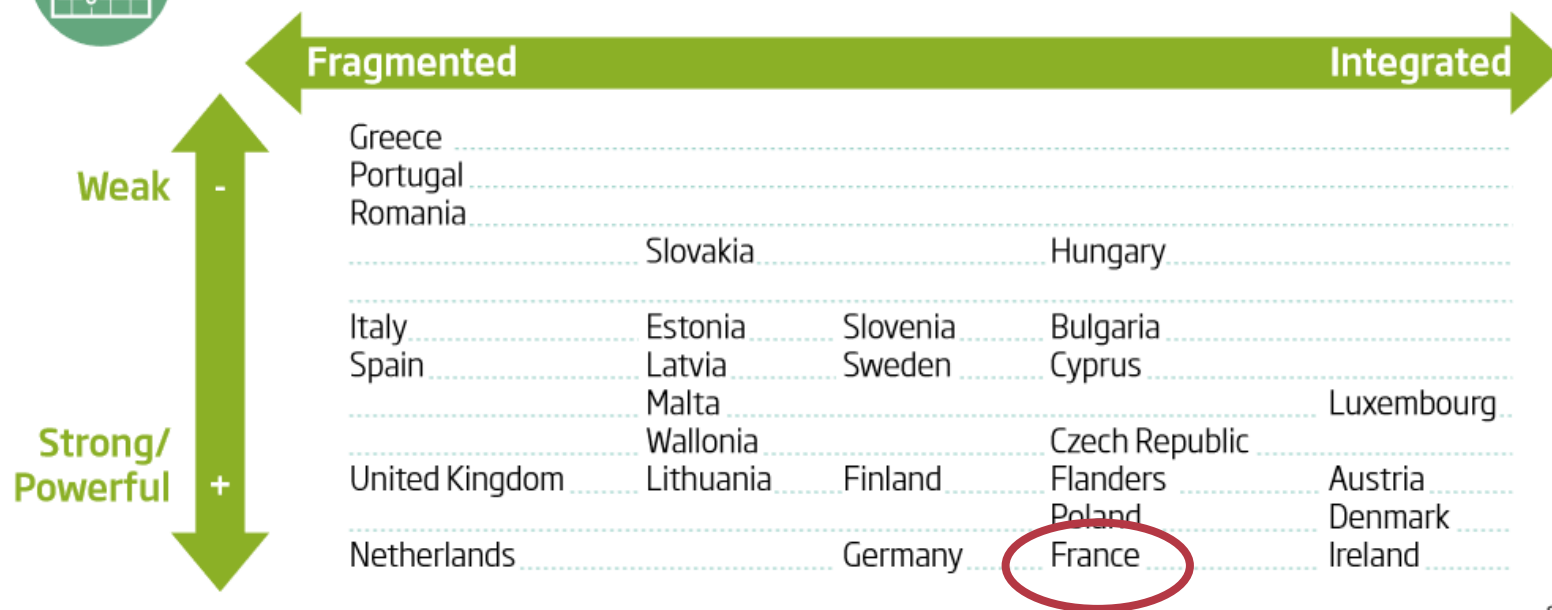 Fragmented Integrated
Greece
Weak - Portugal
Romania
Slovakia Hungary
Italy Estonia Slovenia Bulgaria
Spain Latvia Sweden Cyprus
Malta Luxembourg
Strong/ Wallonia Czech Republic
Powerful + United Kingdom Lithuania Finland Flanders Austria
Poland Denmark
Netherlands Germany France Ireland